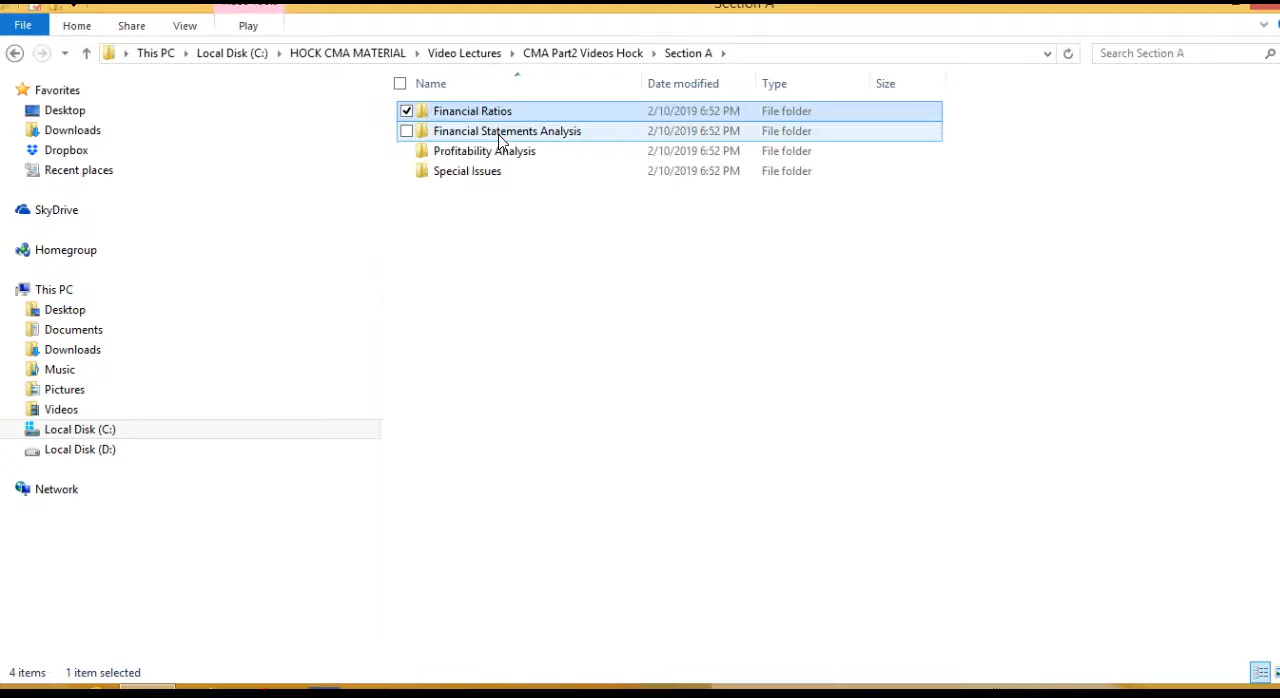 Section A
File Home Share View Play
This PC Local Disk (C:) HOCK CMA MATERIAL Video Lectures CMA Part2 Videos Hock Section A Search Section A
Name Date modified Type Size
Favorites
Desktop
Downloads
Dropbox
Recent places
SkyDrive
Homegroup
This PC
Desktop
Documents
Downloads
Music
Pictures
Videos
Local Disk (C:)
Local Disk (D:)
Network
Financial Ratios 2/10/2019 6:52 PM File folder
Financial Statements Analysis 2/10/2019 6:52 PM File folder
Profitability Analysis 2/10/2019 6:52 PM File folder
Special Issues 2/10/2019 6:52 PM File folder
4 items 1 item selected